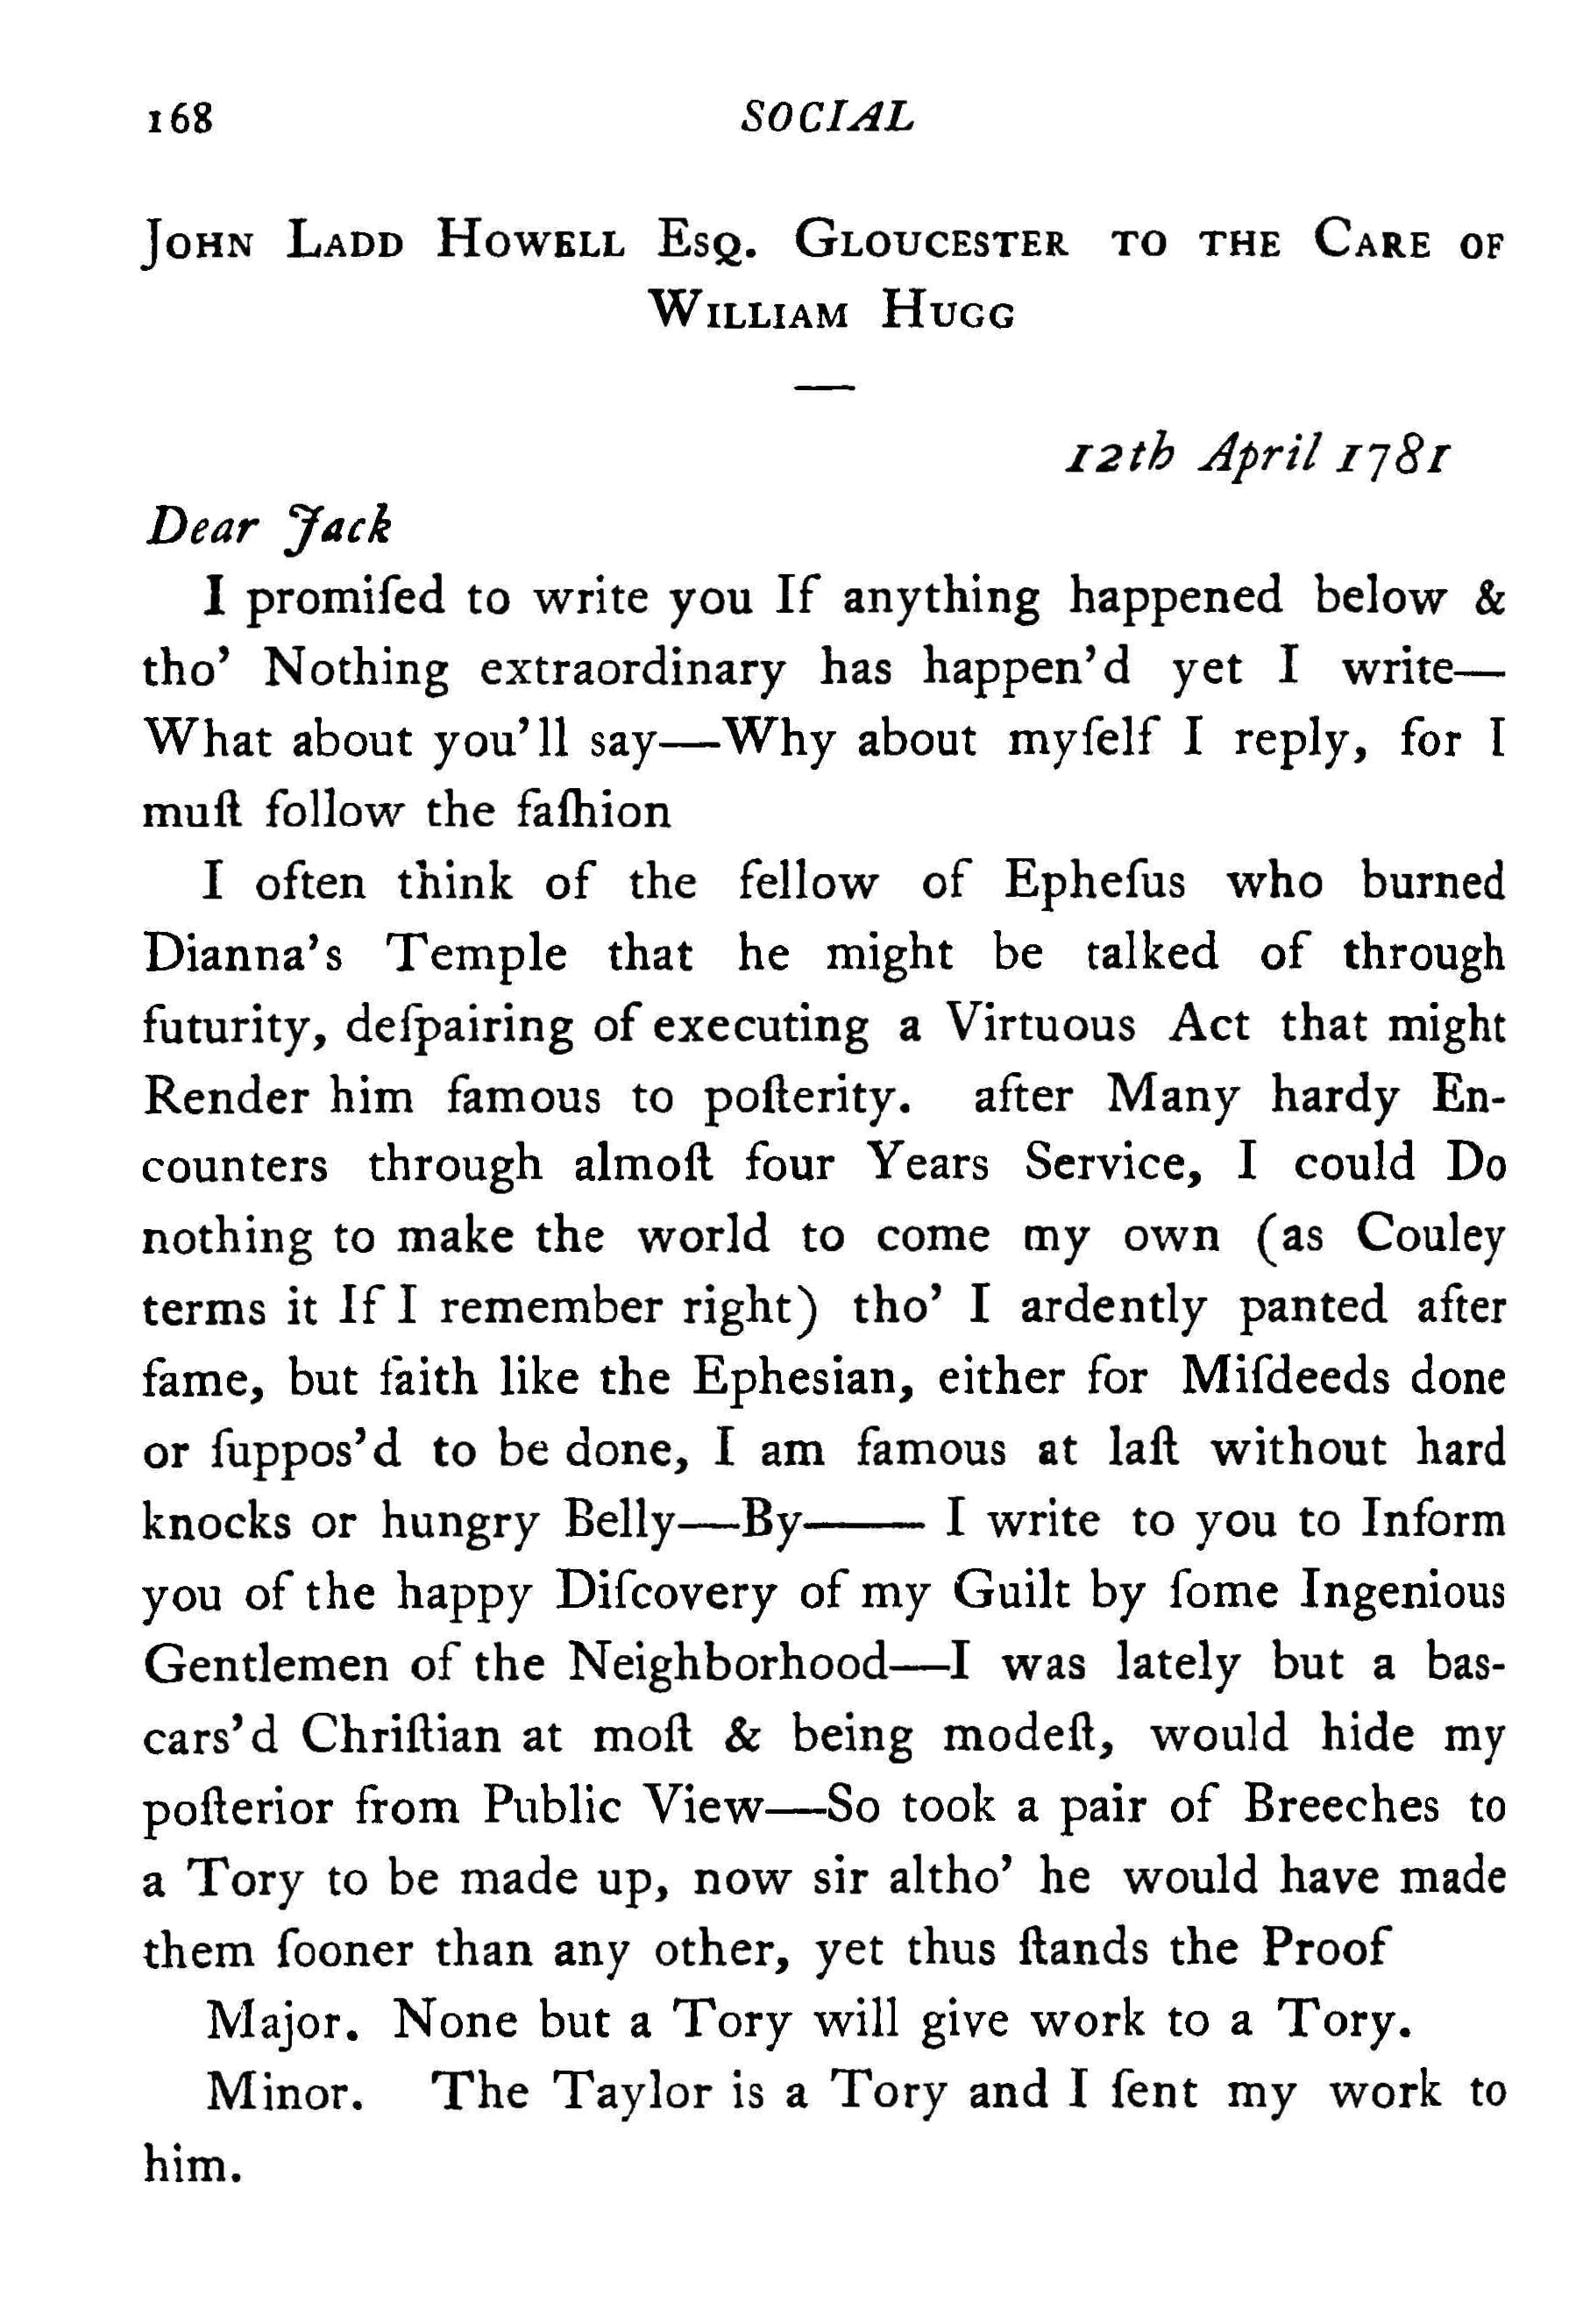 168 SOCIAL
JOHN LADD HOWELL ESQ. GLOUCESTER TO THE CARE OF
WILLIAM HUGG
—
12th April 1781
Dear Jack
I promiſed to write you If anything happened below &
tho’ Nothing extraordinary has happen’d yet I write—
What about you’ll say—Why about myſelf I reply, for I
muſt follow the faſhion
I often think of the fellow of Epheſus who burned
Dianna’s Temple that he might be talked of through
futurity, deſpairing of executing a Virtuous Act that might
Render him famous to poſterity. after Many hardy En-
counters through almoſt four Years Service, I could Do
nothing to make the world to come my own (as Couley
terms it If I remember right) tho’ I ardently panted after
fame, but faith like the Ephesian, either for Miſdeeds done
or ſuppos’d to be done, I am famous at laſt without hard
knocks or hungry Belly—By—— I write to you to Inform
you of the happy Diſcovery of my Guilt by ſome Ingenious
Gentlemen of the Neighborhood—I was lately but a bas-
cars’d Chriſtian at moſt & being modeſt, would hide my
poſterior from Public View—So took a pair of Breeches to
a Tory to be made up, now sir altho’ he would have made
them ſooner than any other, yet thus ſtands the Proof
Major. None but a Tory will give work to a Tory.
Minor. The Taylor is a Tory and I ſent my work to
him.